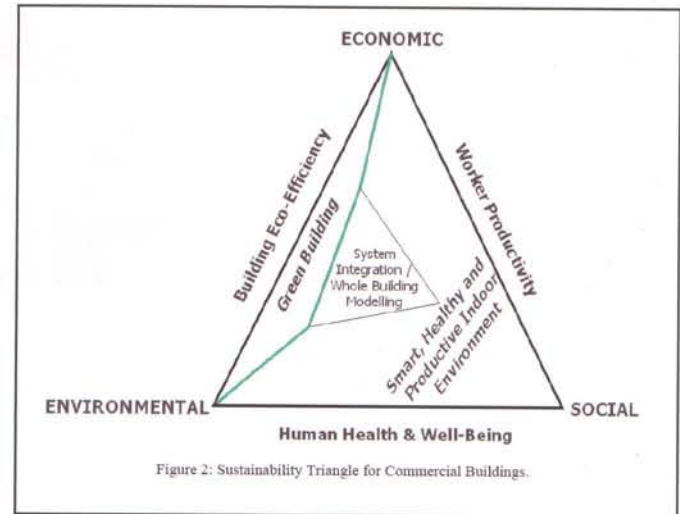 ECONOMIC
Building Eco-Efficiency
Green Building
Worker Productivity
System
Integration /
Whole Building
Modelling
Smart, Healthy and
Productive Indoor
Environment
ENVIRONMENTAL
SOCIAL
Human Health & Well-Being
Figure 2: Sustainability Triangle for Commercial Buildings.